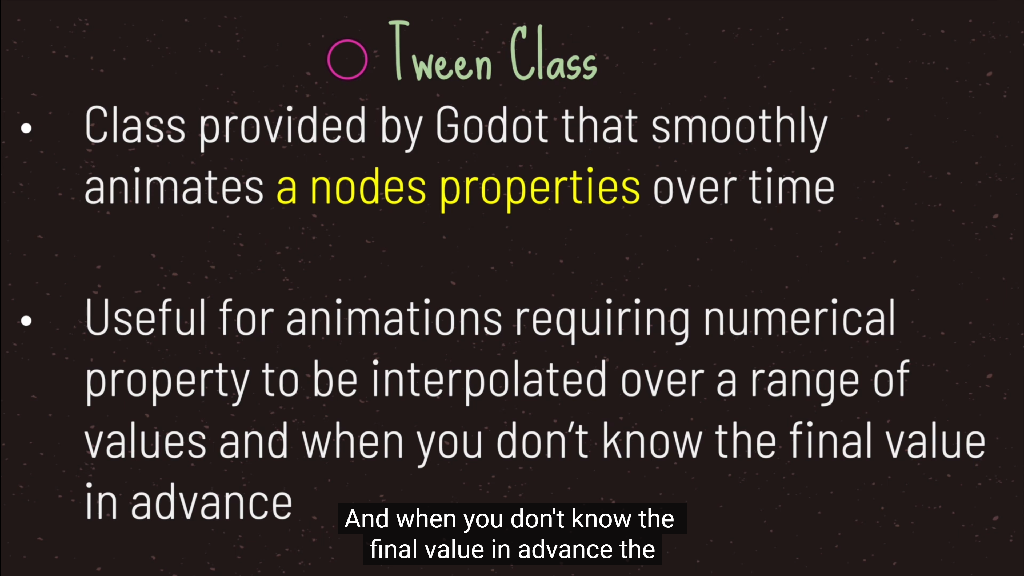 Tween Class
• Class provided by Godot that smoothly
animates a nodes properties over time
• Useful for animations requiring numerical
property to be interpolated over a range of
values and when you don’t know the final value
in advance
And when you don't know the
final value in advance the